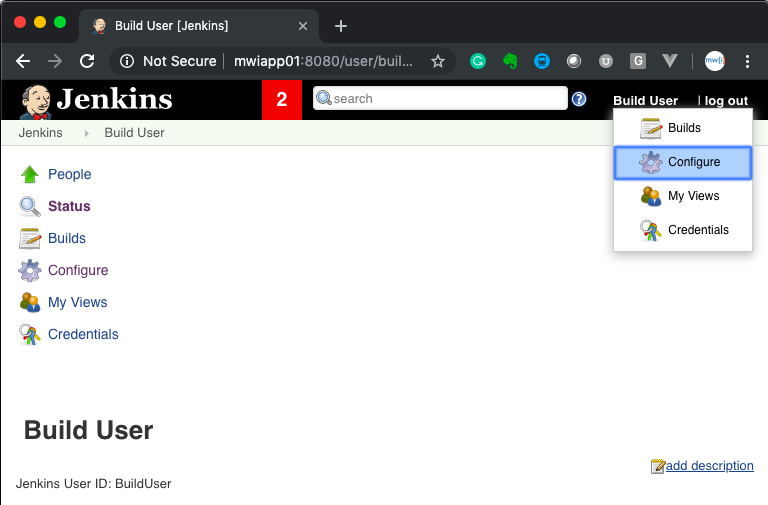 Build User [Jenkins]
Not Secure mwiapp01:8080/user/buil...
G
mw[i]
Jenkins
2
search
?
Build User | log out
Jenkins Build User
Builds
Configure
My Views
Credentials
People
Status
Builds
Configure
My Views
Credentials
Build User
add description
Jenkins User ID: BuildUser